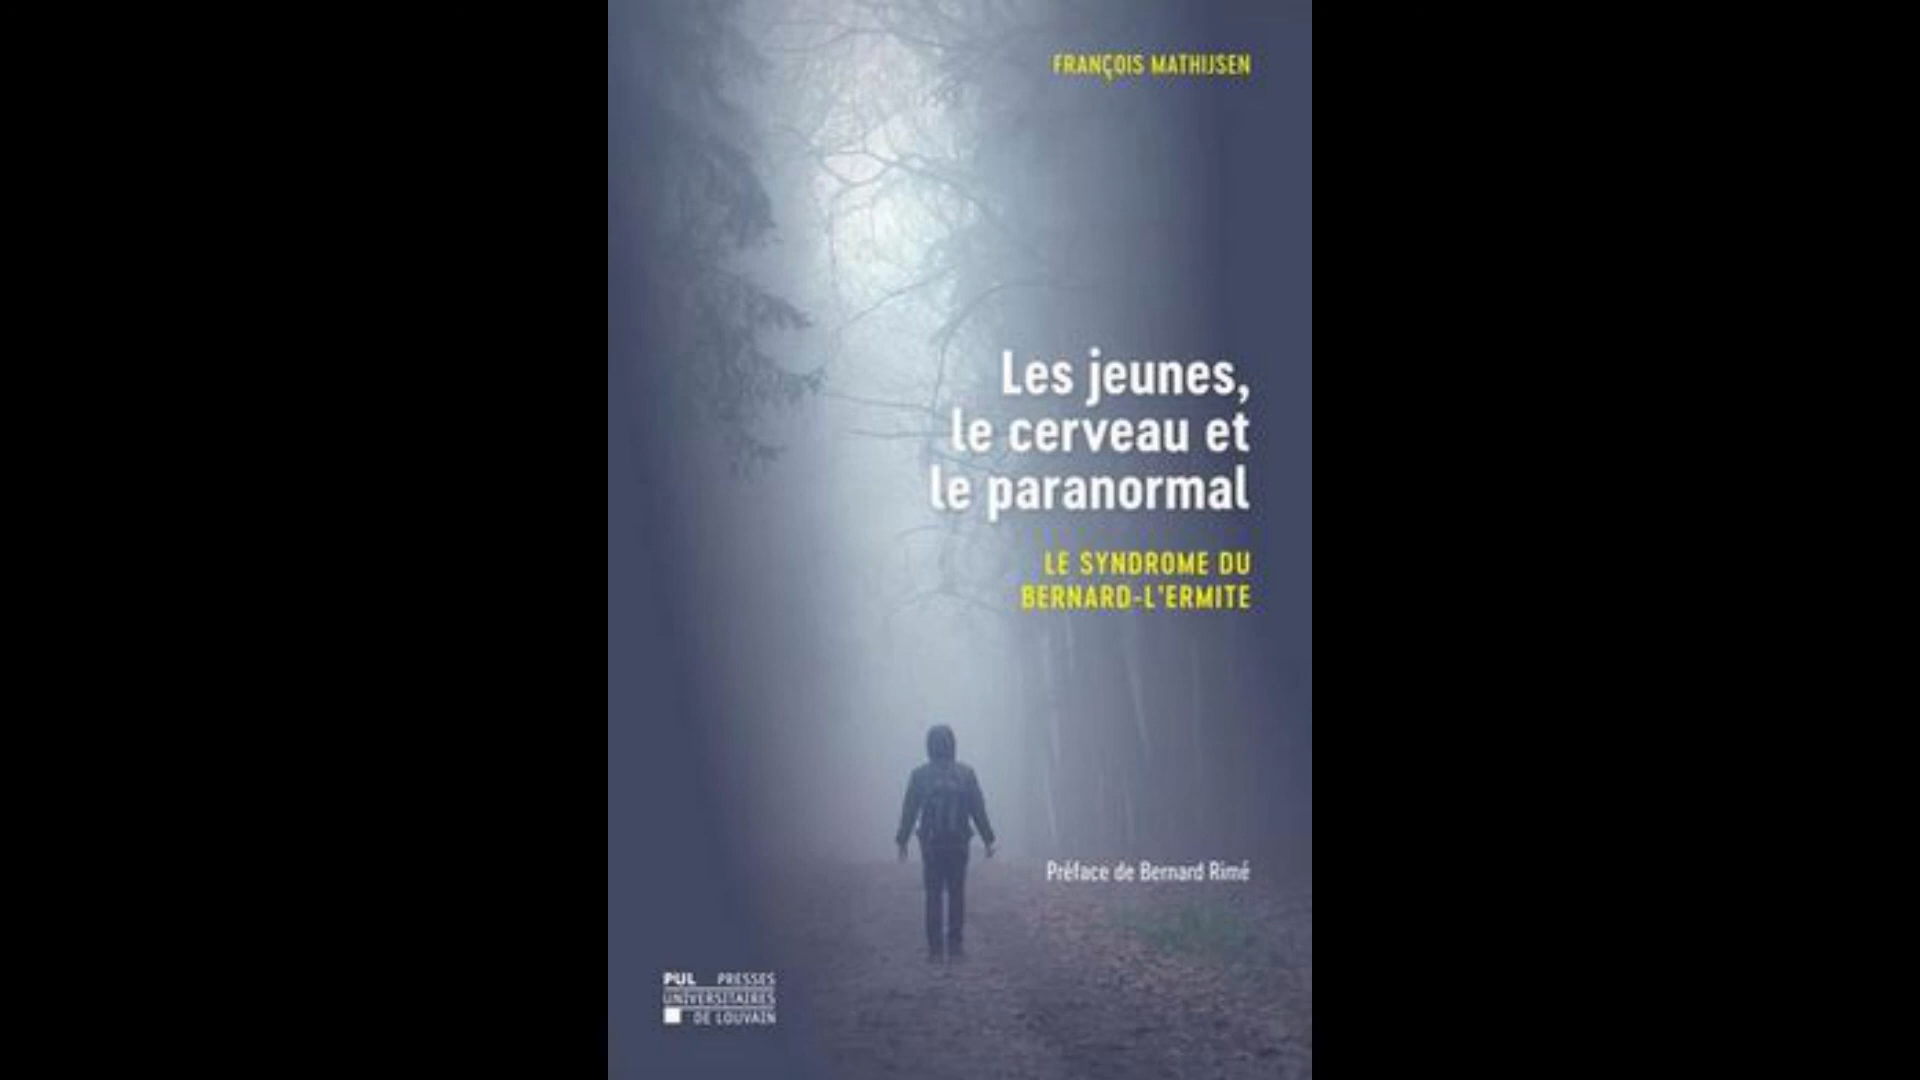 FRANÇOIS MATHIJSEN
Les jeunes,
le cerveau et
le paranormal
LE SYNDROME DU
BERNARD-L'ERMITE
Préface de Bernard Rimé
PUL PRESSES
UNIVERSITAIRES
DE LOUVAIN